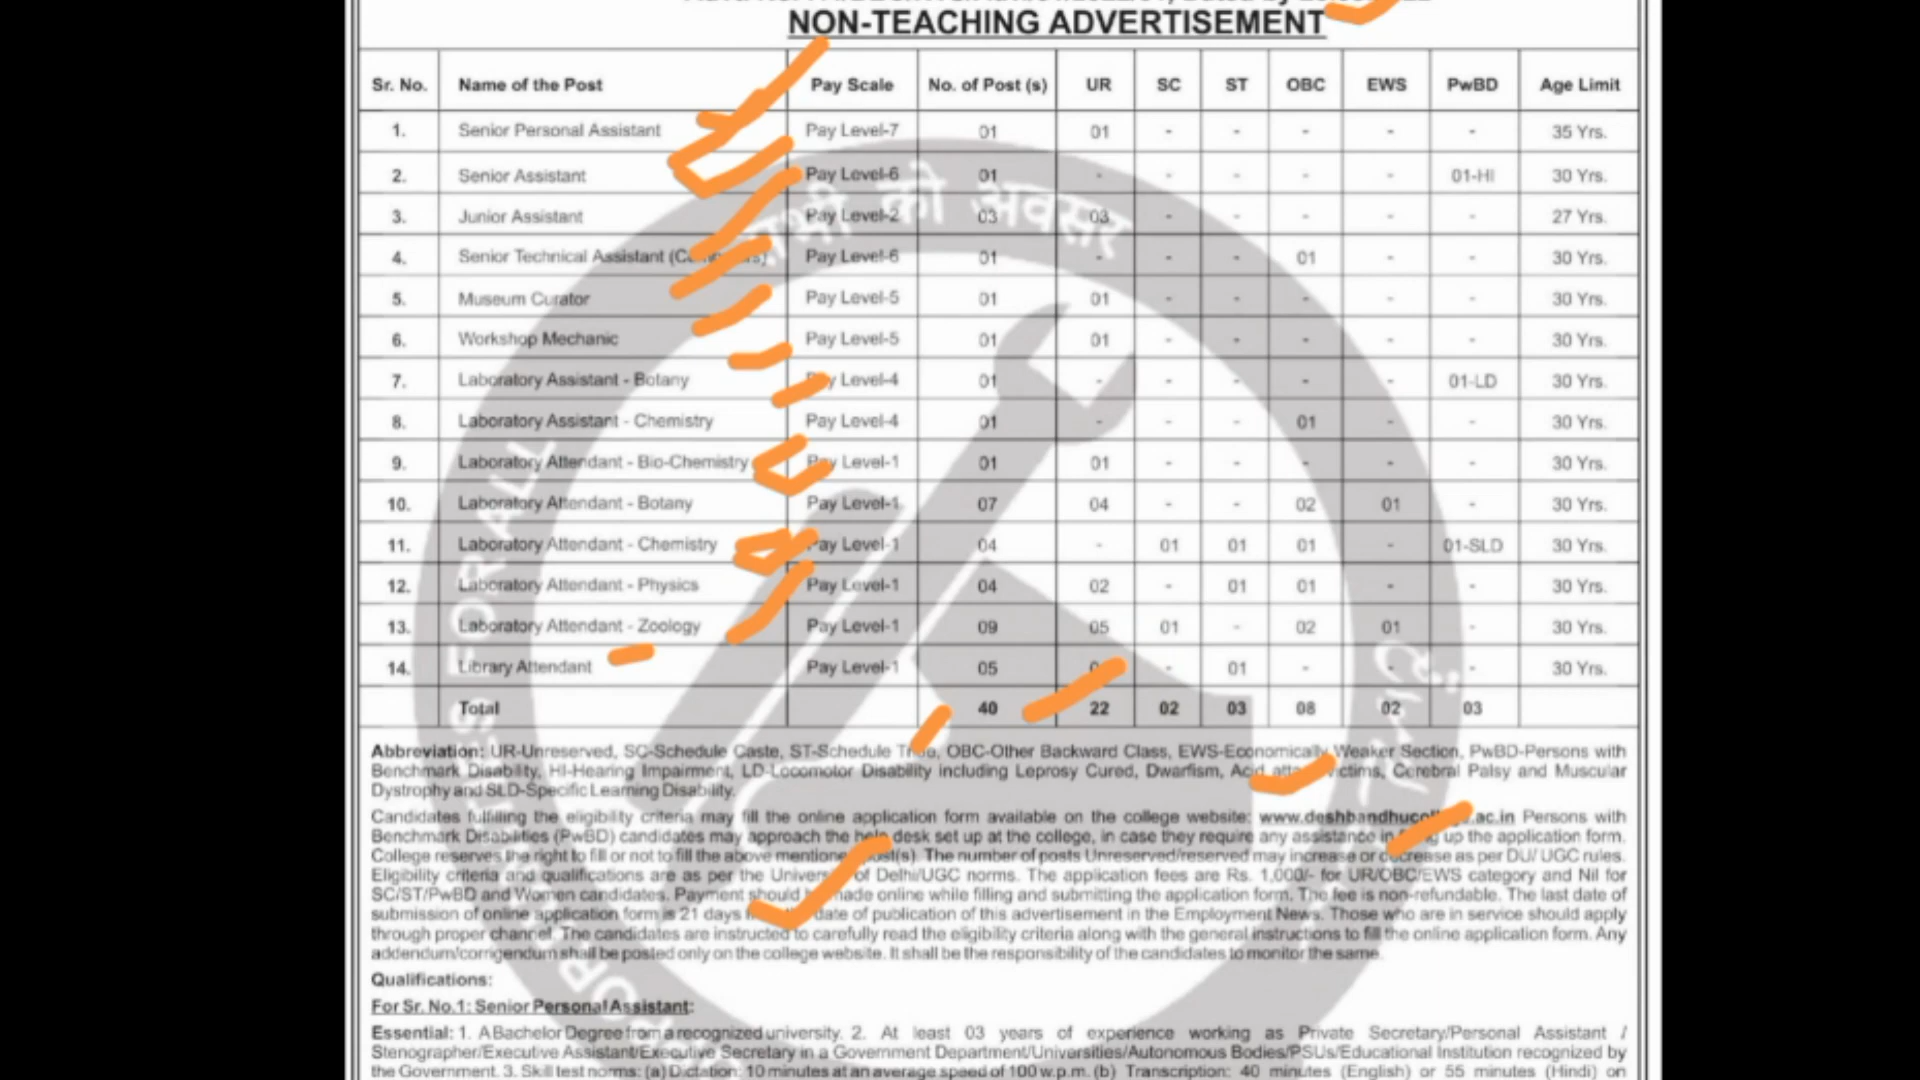 NON-TEACHING ADVERTISEMENT
Sr. No. Name of the Post Pay Scale No. of Post (s) UR SC ST OBC EWS PwBD Age Limit
1. Senior Personal Assistant Pay Level-7 01 01 - - - - - 35 Yrs.
2. Senior Assistant Pay Level-6 01 - - - - - 01-HI 30 Yrs.
3. Junior Assistant Pay Level-2 03 03 - - - - - 27 Yrs.
4. Senior Technical Assistant Pay Level-6 01 - - - 01 - - 30 Yrs.
5. Museum Curator Pay Level-5 01 01 - - - - - 30 Yrs.
6. Workshop Mechanic Pay Level-5 01 01 - - - - - 30 Yrs.
7. Laboratory Assistant - Botany Pay Level-4 01 - - - - - 01-LD 30 Yrs.
8. Laboratory Assistant - Chemistry Pay Level-4 01 - - - 01 - - 30 Yrs.
9. Laboratory Attendant - Bio-Chemistry Pay Level-1 01 01 - - - - - 30 Yrs.
10. Laboratory Attendant - Botany Pay Level-1 07 04 - - 02 01 - 30 Yrs.
11. Laboratory Attendant - Chemistry Pay Level-1 04 - 01 01 01 - 01-SLD 30 Yrs.
12. Laboratory Attendant - Physics Pay Level-1 04 02 - 01 01 - - 30 Yrs.
13. Laboratory Attendant - Zoology Pay Level-1 09 05 01 - 02 01 - 30 Yrs.
14. Library Attendant Pay Level-1 05 - 01 - - - 30 Yrs.
Total 40 22 02 03 08 02 03
Abbreviation: UR-Unreserved, SC-Schedule Caste, ST-Schedule Tribe, OBC-Other Backward Class, EWS-Economically Weaker Section, PwBD-Persons with
Benchmark Disability, HI-Hearing Impairment, LD-Locomotor Disability including Leprosy Cured, Dwarfism, Acid attack victims, Cerebral Palsy and Muscular
Dystrophy and SLD-Specific Learning Disability.
Candidates fulfilling the eligibility criteria may fill the online application form available on the college website: www.deshbandhucollege.ac.in Persons with
Benchmark Disabilities (PwBD) candidates may approach the help desk set up at the college, in case they require any assistance in filling up the application form.
College reserves the right to fill or not to fill the above mentioned post(s). The number of posts Unreserved/reserved may increase or decrease as per DU/ UGC rules.
Eligibility criteria and qualifications are as per the University of Delhi/UGC norms. The application fees are Rs. 1,000/- for UR/OBC/EWS category and Nil for
SC/ST/PwBD and Women candidates. Payment should be made online while filling and submitting the application form. The fee is non-refundable. The last date of
submission of online application form is 21 days date of publication of this advertisement in the Employment News. Those who are in service should apply
through proper channel. The candidates are instructed to carefully read the eligibility criteria along with the general instructions to fill the online application form. Any
addendum/corrigendum shall be posted only on the college website. It shall be the responsibility of the candidates to monitor the same.
Qualifications:
For Sr. No.1: Senior Personal Assistant:
Essential: 1. A Bachelor Degree from a recognized university. 2. At least 03 years of experience working as Private Secretary/Personal Assistant /
Stenographer/Executive Assistant/Executive Secretary in a Government Department/Universities/Autonomous Bodies/PSUs/Educational Institution recognized by
the Government. 3. Skill test norms: (a) Dictation: 10 minutes at an average speed of 100 w.p.m. (b) Transcription: 40 minutes (English) or 55 minutes (Hindi) on
सभी को अवसर
FOR ALL